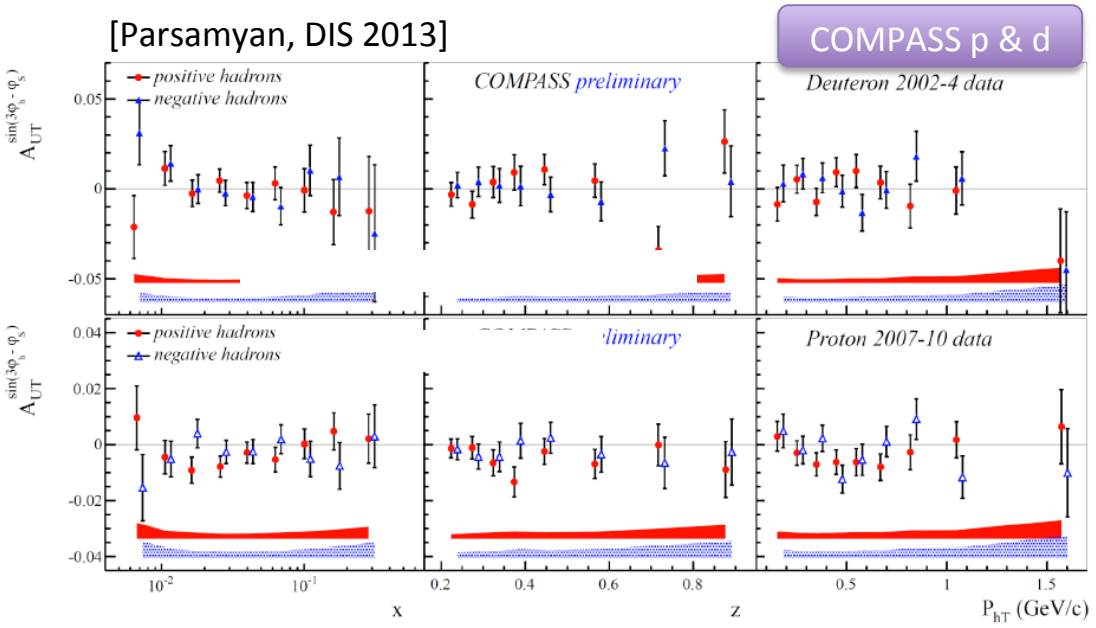 [Parsamyan, DIS 2013]
COMPASS p & d
positive hadrons
negative hadrons
COMPASS preliminary
Deuteron 2002-4 data
A_UT^sin(3φ_h - φ_S)
0.05
0
-0.05
positive hadrons
negative hadrons
Proton 2007-10 data
A_UT^sin(3φ_h - φ_S)
0.04
0.02
0
-0.02
-0.04
10^-2
10^-1
0.2
0.4
0.6
0.8
0.5
1
1.5
x
z
P_hT (GeV/c)